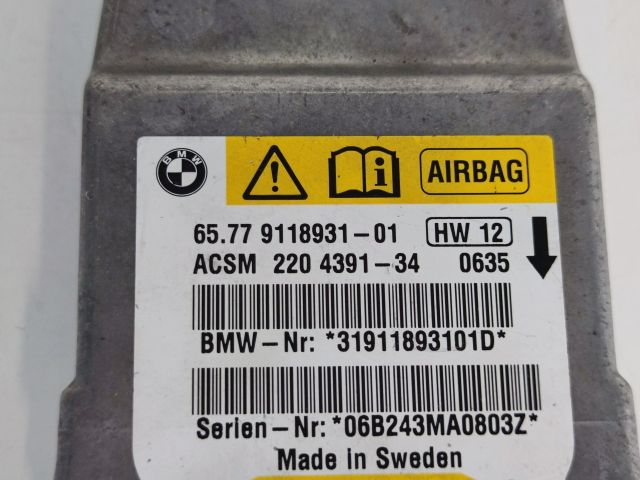 BMW
AIRBAG
65.77 9118931-01 HW 12
ACSM 220 4391-34 0635
BMW-Nr: *31911893101D*
Serien-Nr: *06B243MA0803Z*
Made in Sweden